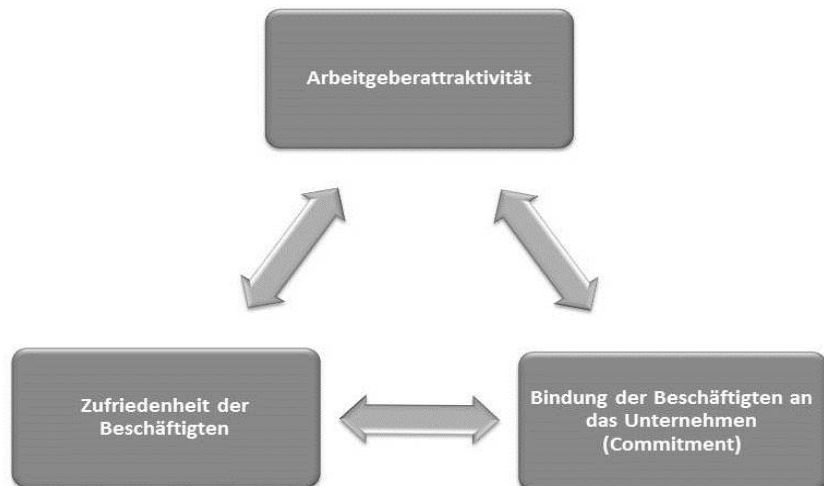 Arbeitgeberattraktivität
Zufriedenheit der
Beschäftigten
Bindung der Beschäftigten an
das Unternehmen
(Commitment)